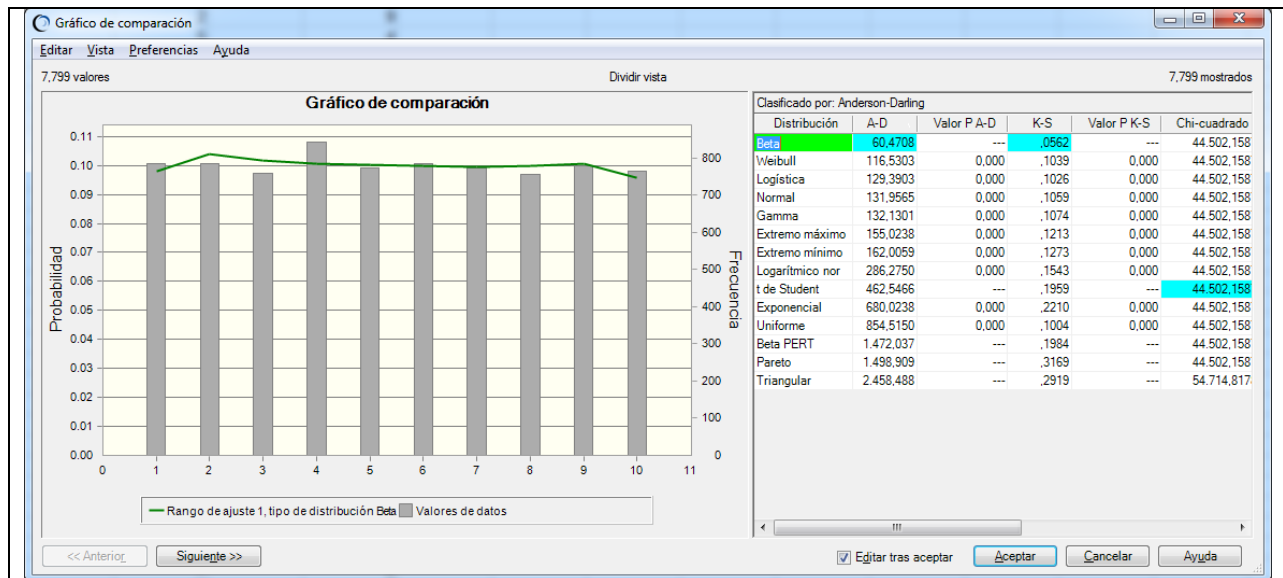 Gráfico de comparación
Editar Vista Preferencias Ayuda
7,799 valores Dividir vista 7,799 mostrados
Gráfico de comparación
0.11
0.10
0.09
0.08
0.07
0.06
0.05
0.04
0.03
0.02
0.01
0.00
Probabilidad
800
700
600
500
400
300
200
100
0
Frecuencia
0 1 2 3 4 5 6 7 8 9 10 11
Rango de ajuste 1, tipo de distribución Beta Valores de datos
Clasificado por: Anderson-Darling
Distribución A-D Valor P A-D K-S Valor P K-S Chi-cuadrado
Beta 60,4708 --- ,0562 --- 44.502,158
Weibull 116,5303 0,000 ,1039 0,000 44.502,158
Logística 129,3903 0,000 ,1026 0,000 44.502,158
Normal 131,9565 0,000 ,1059 0,000 44.502,158
Gamma 132,1301 0,000 ,1074 0,000 44.502,158
Extremo máximo 155,0238 0,000 ,1213 0,000 44.502,158
Extremo mínimo 162,0059 0,000 ,1273 0,000 44.502,158
Logarítmico nor 286,2750 0,000 ,1543 0,000 44.502,158
t de Student 462,5466 --- ,1959 --- 44.502,158
Exponencial 680,0238 0,000 ,2210 0,000 44.502,158
Uniforme 854,5150 0,000 ,1004 0,000 44.502,158
Beta PERT 1.472,037 --- ,1984 --- 44.502,158
Pareto 1.498,909 --- ,3169 --- 44.502,158
Triangular 2.458,488 --- ,2919 --- 54.714,817
<< Anterior Siguiente >> Editar tras aceptar Aceptar Cancelar Ayuda